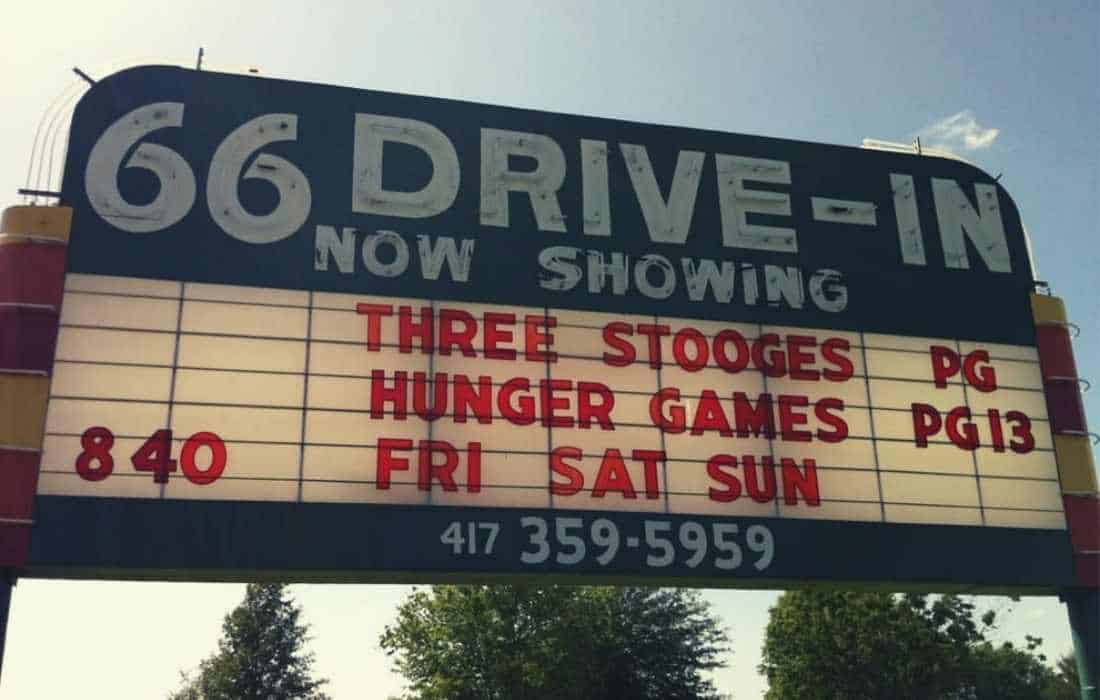 66 DRIVE-IN
NOW SHOWING
THREE STOOGES PG
HUNGER GAMES PG13
840 FRI SAT SUN
417 359-5959